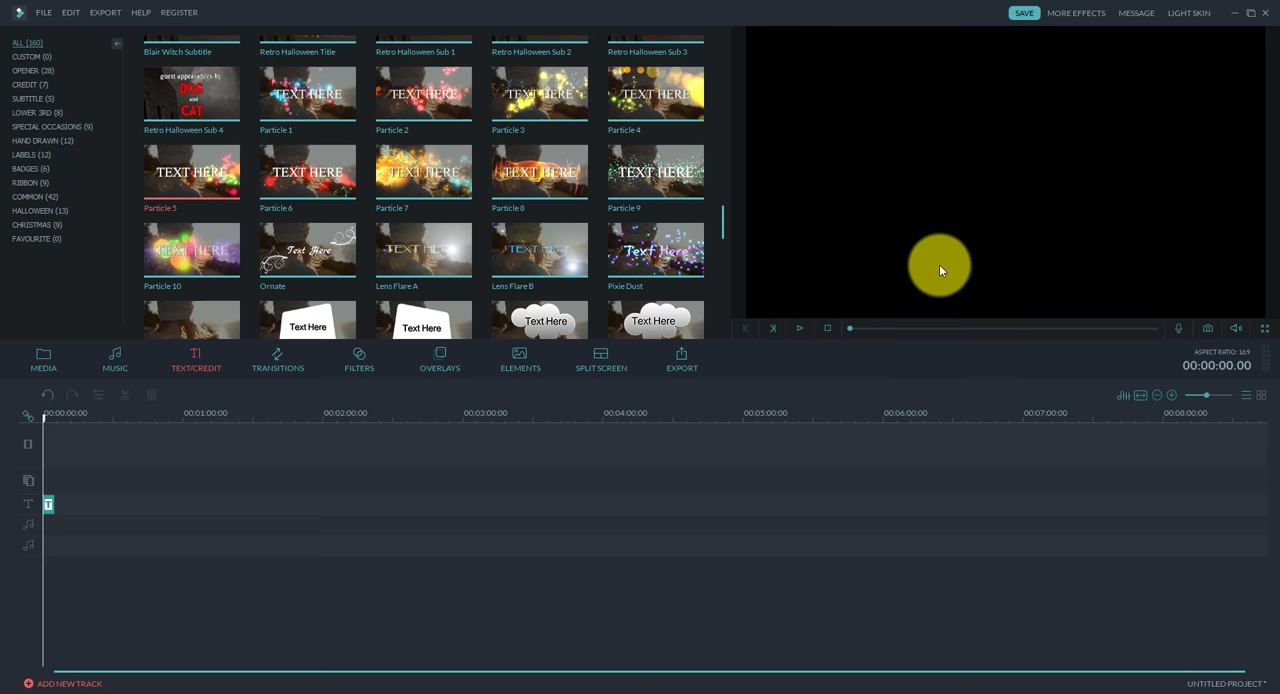 FILE EDIT EXPORT HELP REGISTER SAVE MORE EFFECTS MESSAGE LIGHT SKIN
ALL (160)
CUSTOM (0)
OPENER (28)
CREDIT (7)
SUBTITLE (5)
LOWER 3RD (8)
SPECIAL OCCASIONS (9)
HAND DRAWN (12)
LABELS (12)
BADGES (6)
RIBBON (9)
COMMON (42)
HALLOWEEN (13)
CHRISTMAS (9)
FAVOURITE (0)
Blair Witch Subtitle Retro Halloween Title Retro Halloween Sub 1 Retro Halloween Sub 2 Retro Halloween Sub 3
guest appearances by
DOG
and
CAT
TEXT HERE TEXT HERE TEXT HERE TEXT HERE
Retro Halloween Sub 4 Particle 1 Particle 2 Particle 3 Particle 4
TEXT HERE TEXT HERE TEXT HERE TEXT HERE TEXT HERE
Particle 5 Particle 6 Particle 7 Particle 8 Particle 9
TEXT HERE Text Here TEXT HERE TEXT HERE Text Here
Particle 10 Ornate Lens Flare A Lens Flare B Pixie Dust
Text Here Text Here Text Here Text Here
MEDIA MUSIC TEXT/CREDIT TRANSITIONS FILTERS OVERLAYS ELEMENTS SPLIT SCREEN EXPORT
ASPECT RATIO: 16:9
00:00:00.00
00:00:00:00 00:01:00:00 00:02:00:00 00:03:00:00 00:04:00:00 00:05:00:00 00:06:00:00 00:07:00:00 00:08:00:00
T
T
ADD NEW TRACK UNTITLED PROJECT *